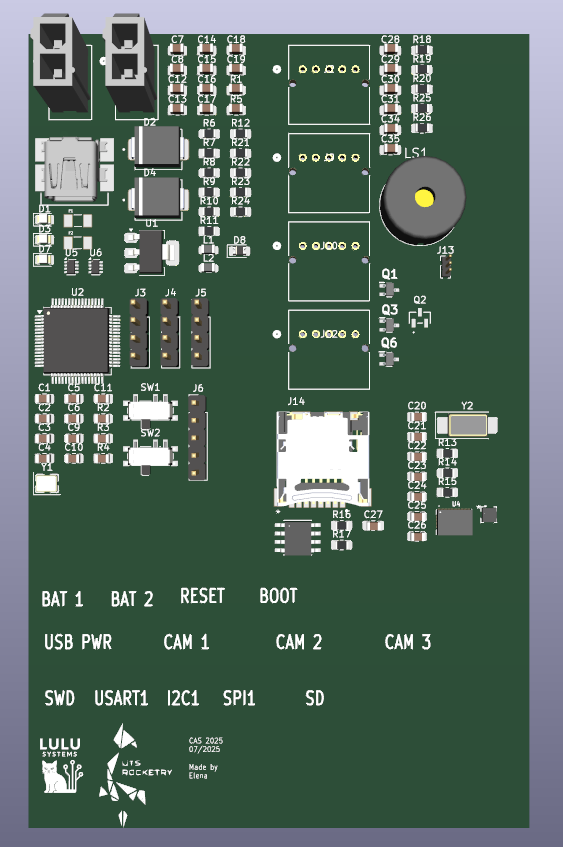 C7 C14 C18 C28 R18
C8 C15 C19 C29 R19
C12 C16 R1 C30 R20
C13 C17 R5 C31 R25
C34 R26
C35
D2 R6 R12
R7 R21
LS1
R8 R22
D4 R9 R23
R10 R24
D1 R11
U1
D3
D7 L1 D8
U5 U6 L2
J13
Q1
U2 J3 J4 J5
Q2
Q3
Q6
C1 C5 C11 SW1 J6
C2 C6 R2
C3 C9 R3
C4 C10 R4 SW2
Y1
J14 C20 Y2
C21
C22 R13
C23 R14
C24 R15
C25 U4
C26
R16 C27
R17
BAT 1 BAT 2 RESET BOOT
USB PWR CAM 1 CAM 2 CAM 3
SWD USART1 I2C1 SPI1 SD
LULU
SYSTEMS
UTS
ROCKETRY
CAS 2025
07/2025
Made by
Elena